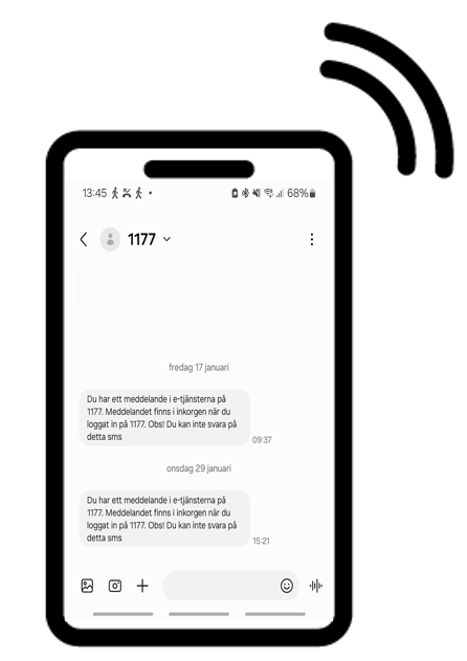 13:45
68%
1177
fredag 17 januari
Du har ett meddelande i e-tjänsterna på
1177. Meddelandet finns i inkorgen när du
loggat in på 1177. Obs! Du kan inte svara på
detta sms
09:37
onsdag 29 januari
Du har ett meddelande i e-tjänsterna på
1177. Meddelandet finns i inkorgen när du
loggat in på 1177. Obs! Du kan inte svara på
detta sms
15:21